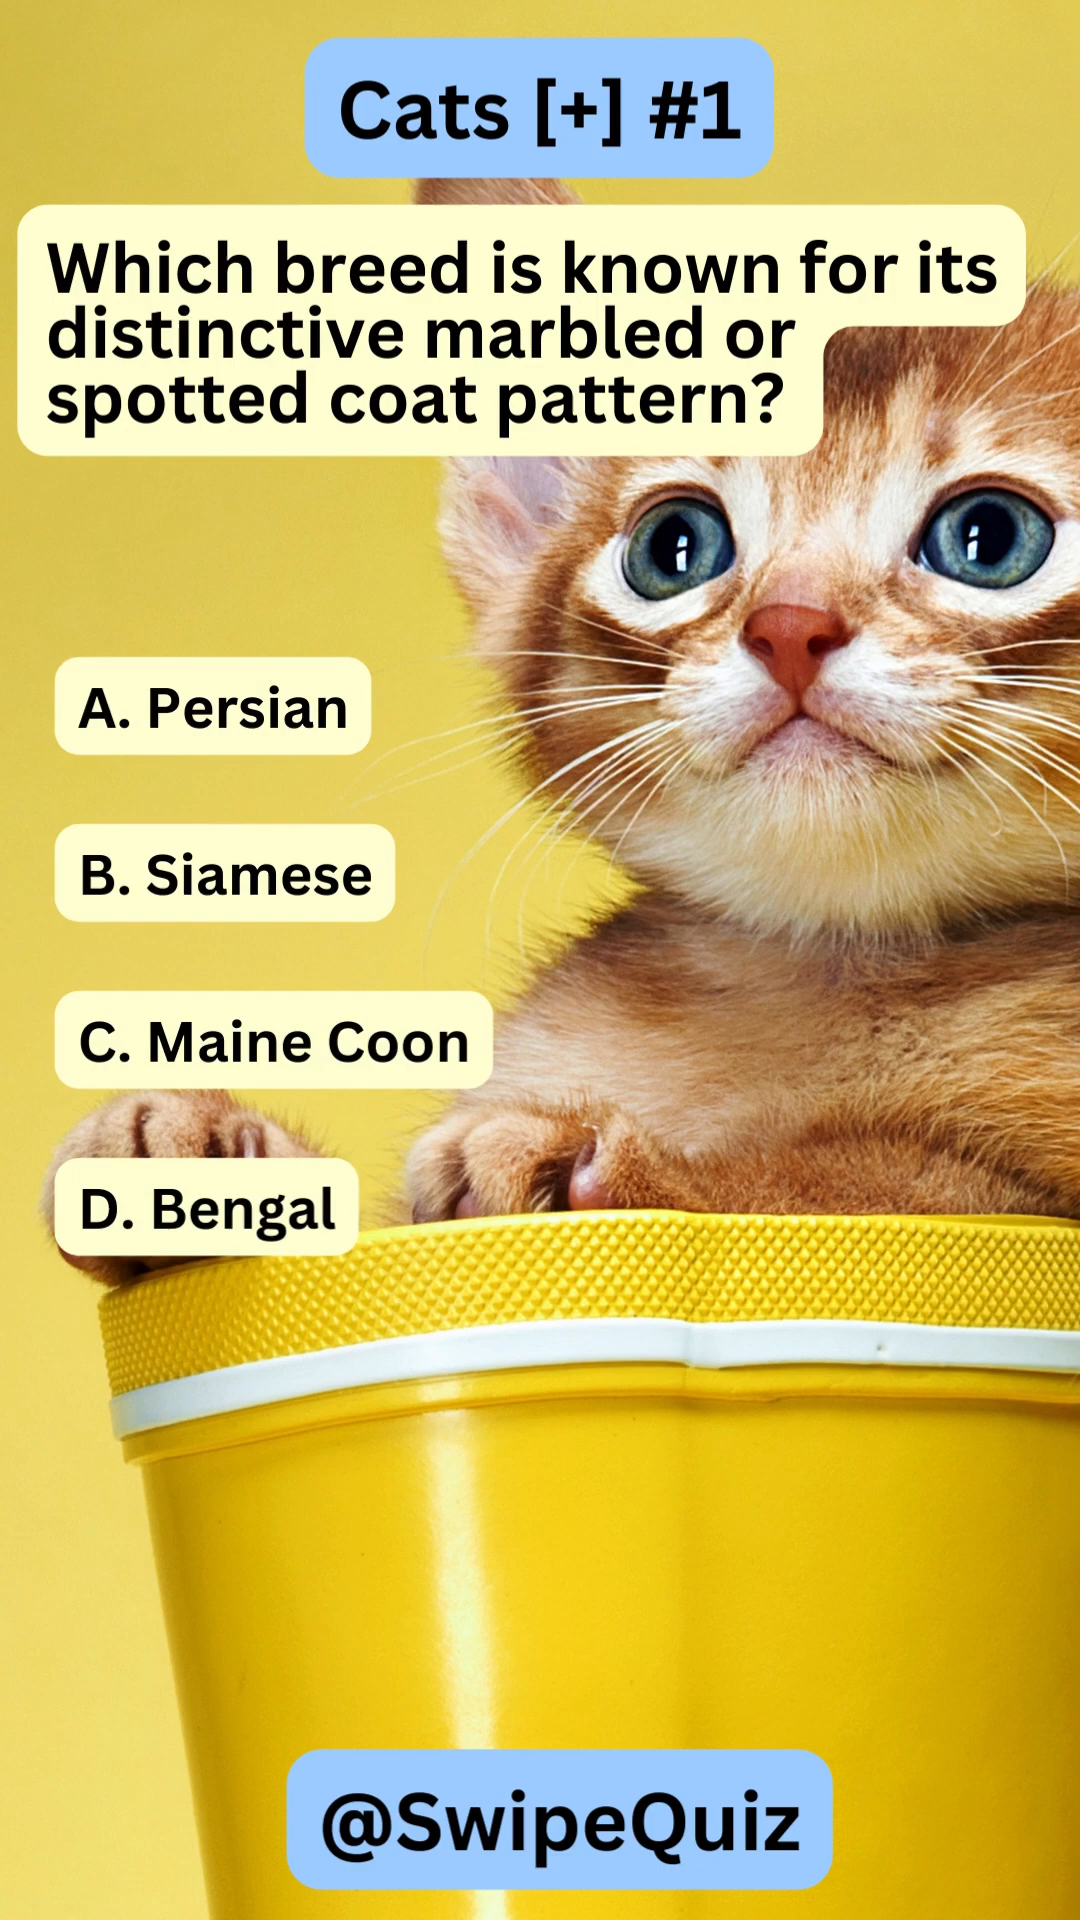 Cats [+] #1
Which breed is known for its
distinctive marbled or
spotted coat pattern?
A. Persian
B. Siamese
C. Maine Coon
D. Bengal
@SwipeQuiz